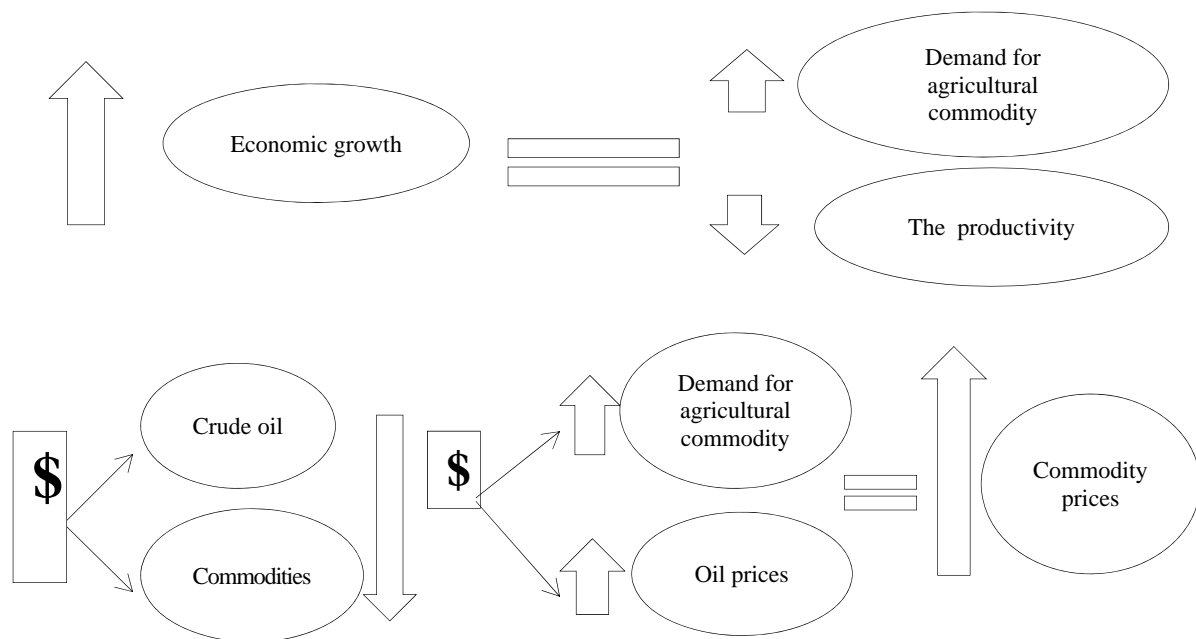 Economic growth
Demand for
agricultural
commodity
The productivity
$
Crude oil
Commodities
$
Demand for
agricultural
commodity
Oil prices
Commodity
prices